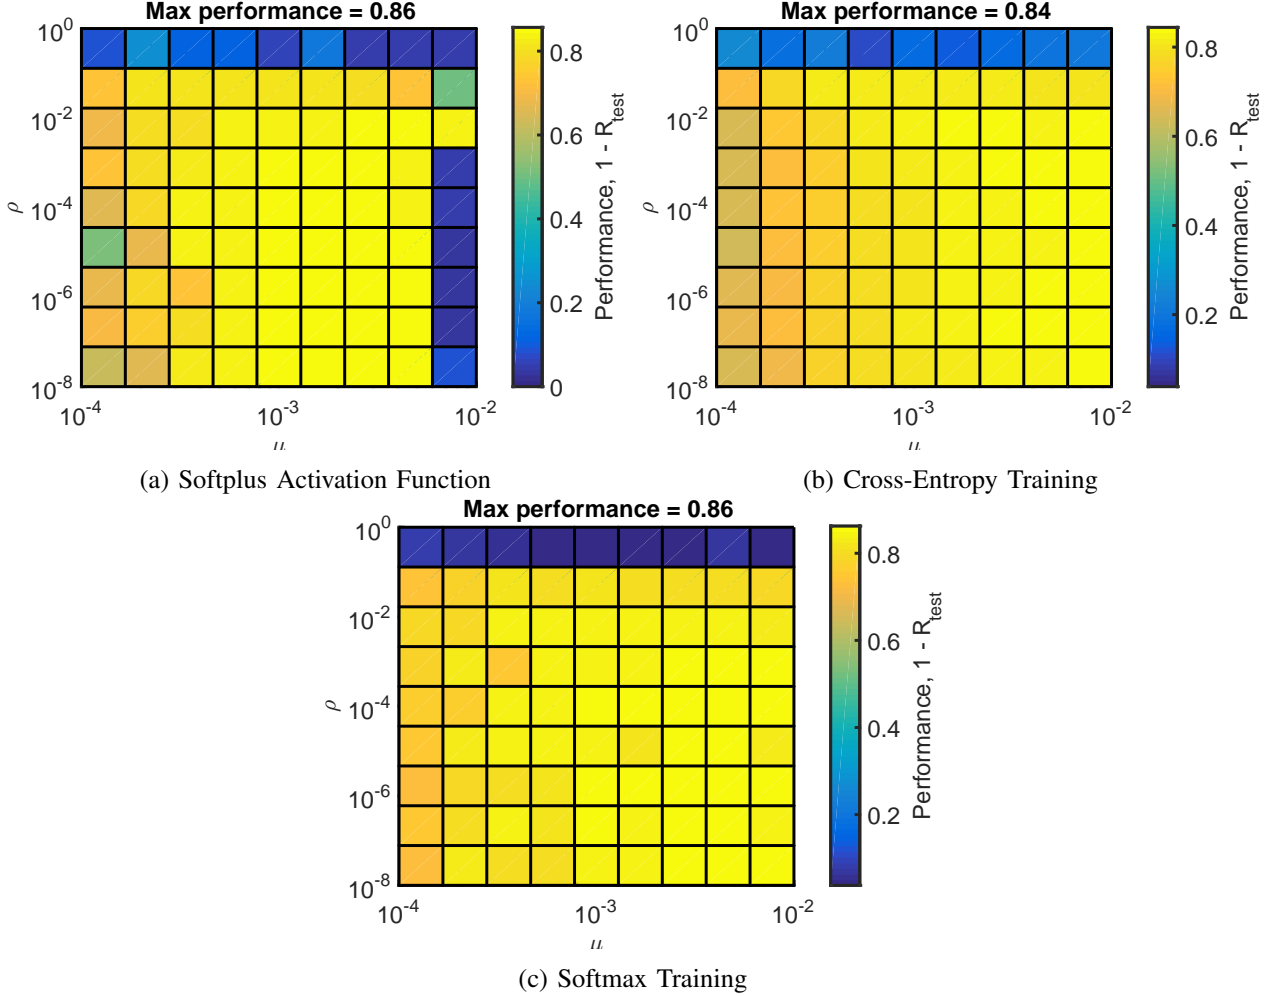 Max performance = 0.86
10^0
10^-2
10^-4
10^-6
10^-8
ρ
10^-4
10^-3
10^-2
μ
0.8
0.6
0.4
0.2
0
Performance, 1 - R_test
(a) Softplus Activation Function
Max performance = 0.84
10^0
10^-2
10^-4
10^-6
10^-8
ρ
10^-4
10^-3
10^-2
μ
0.8
0.6
0.4
0.2
Performance, 1 - R_test
(b) Cross-Entropy Training
Max performance = 0.86
10^0
10^-2
10^-4
10^-6
10^-8
ρ
10^-4
10^-3
10^-2
μ
0.8
0.6
0.4
0.2
Performance, 1 - R_test
(c) Softmax Training